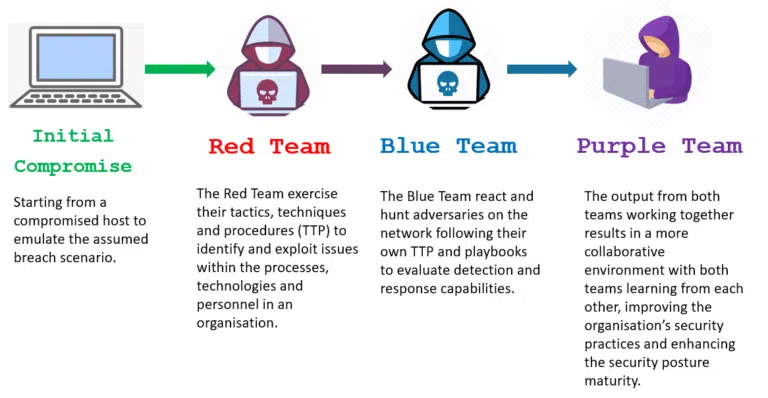 Initial
Compromise
Starting from a
compromised host to
emulate the assumed
breach scenario.
Red Team
The Red Team exercise
their tactics, techniques
and procedures (TTP) to
identify and exploit issues
within the processes,
technologies and
personnel in an
organisation.
Blue Team
The Blue Team react and
hunt adversaries on the
network following their
own TTP and playbooks
to evaluate detection and
response capabilities.
Purple Team
The output from both
teams working together
results in a more
collaborative
environment with both
teams learning from each
other, improving the
organisation's security
practices and enhancing
the security posture
maturity.